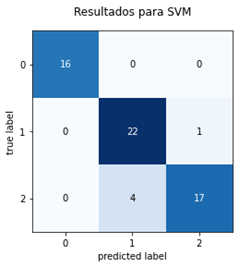 Resultados para SVM
0 16 0 0
1 0 22 1
2 0 4 17
true label
0 1 2
predicted label